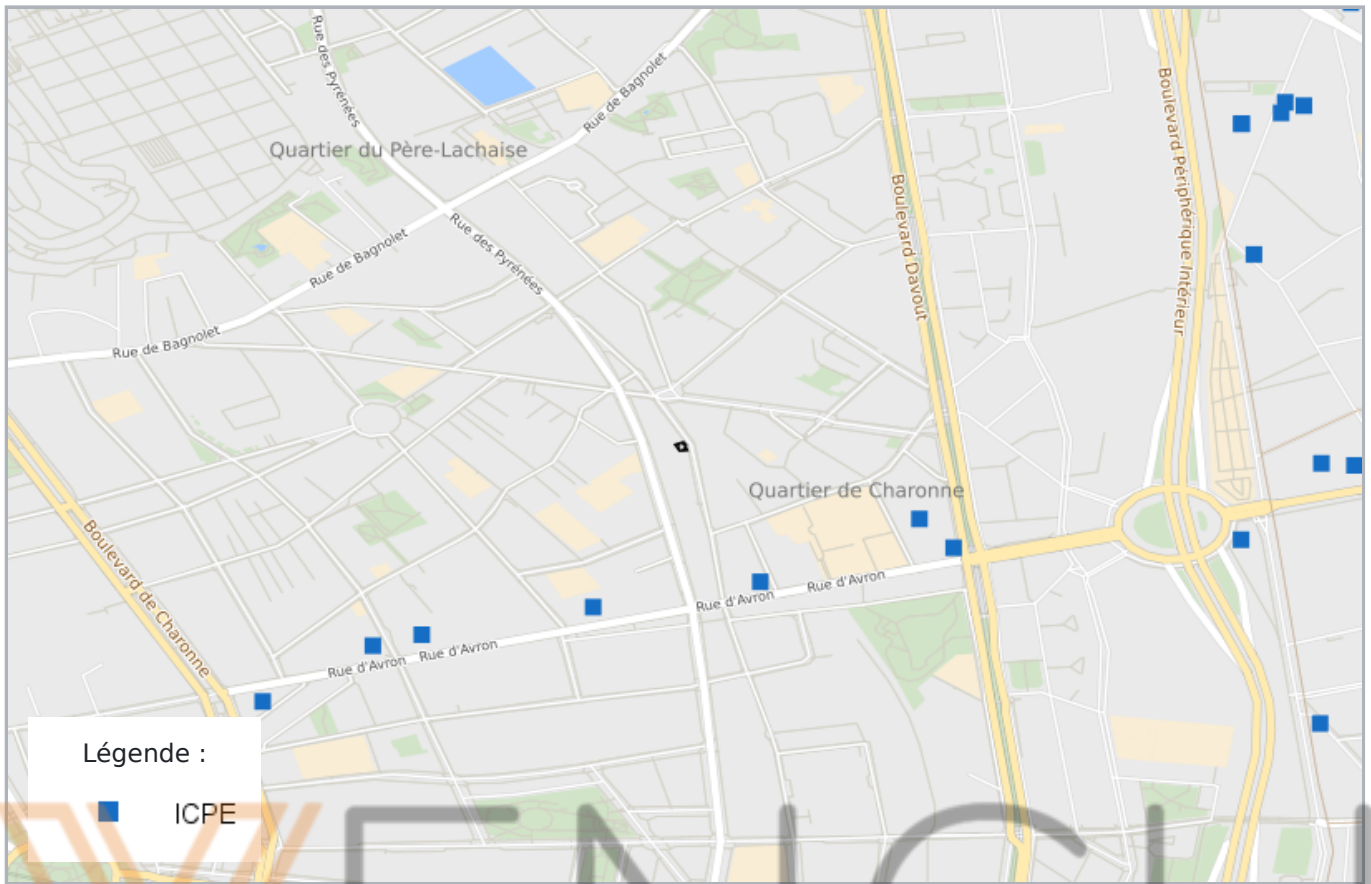 Rue des Pyrénées
Rue de Bagnolet
Boulevard Périphérique Intérieur
Quartier du Père-Lachaise
Boulevard Davout
Rue des Pyrénées
Rue de Bagnolet
Rue de Bagnolet
Quartier de Charonne
Boulevard de Charonne
Rue d'Avron
Rue d'Avron
Rue d'Avron
Rue d'Avron
Légende :
ICPE